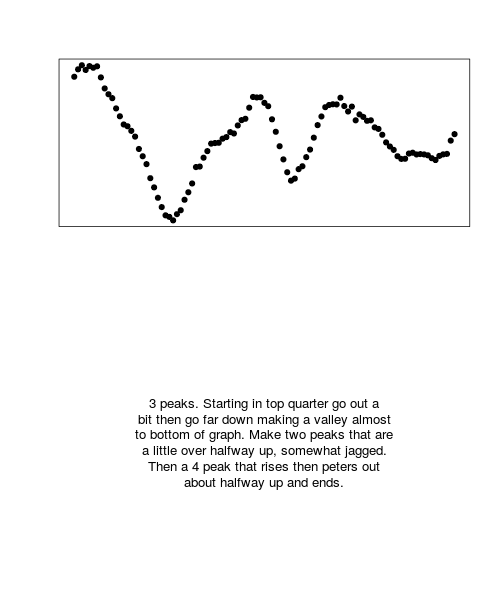 3 peaks. Starting in top quarter go out a
bit then go far down making a valley almost
to bottom of graph. Make two peaks that are
a little over halfway up, somewhat jagged.
Then a 4 peak that rises then peters out
about halfway up and ends.